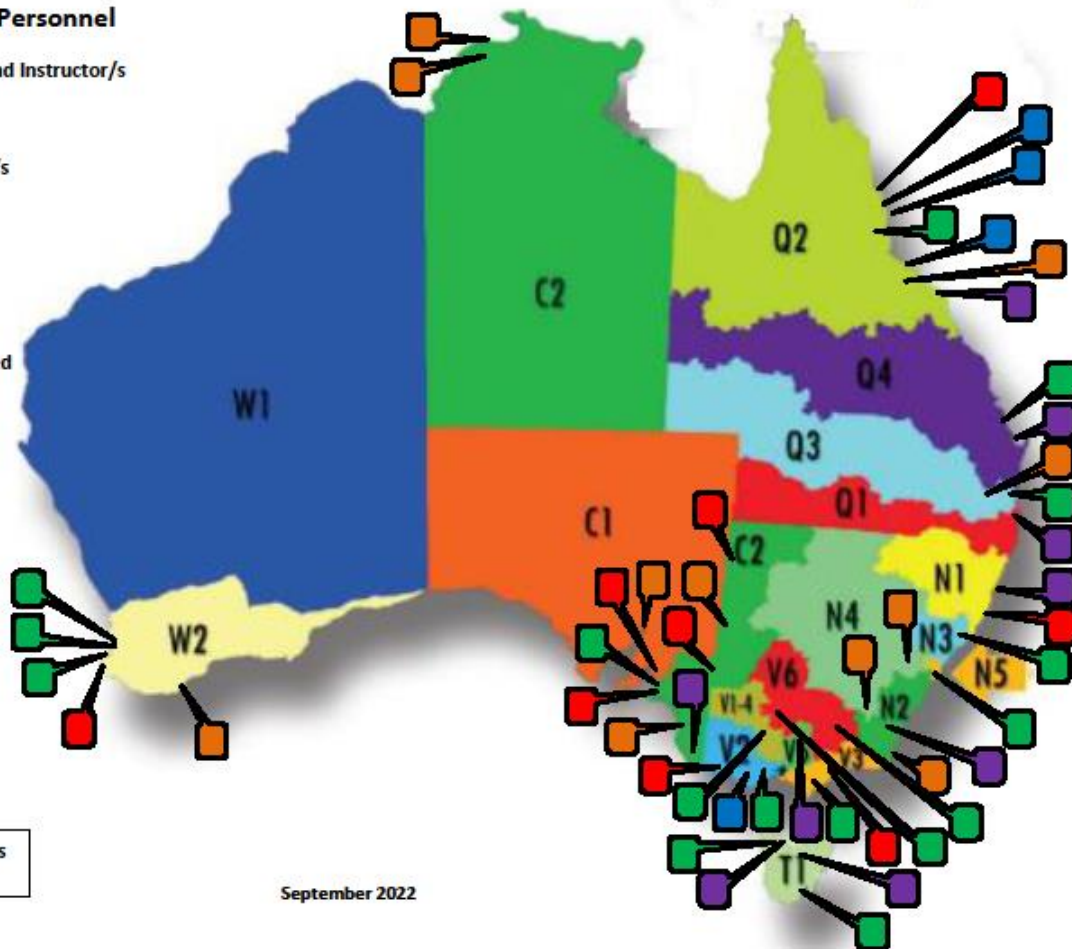 Personnel
nd Instructor/s
/s
ed
s
September 2022
W1
C2
Q2
Q4
Q3
Q1
C1
C2
N1
N4
N3
N5
W2
V6
V1-4
N2
V2
V3
T1